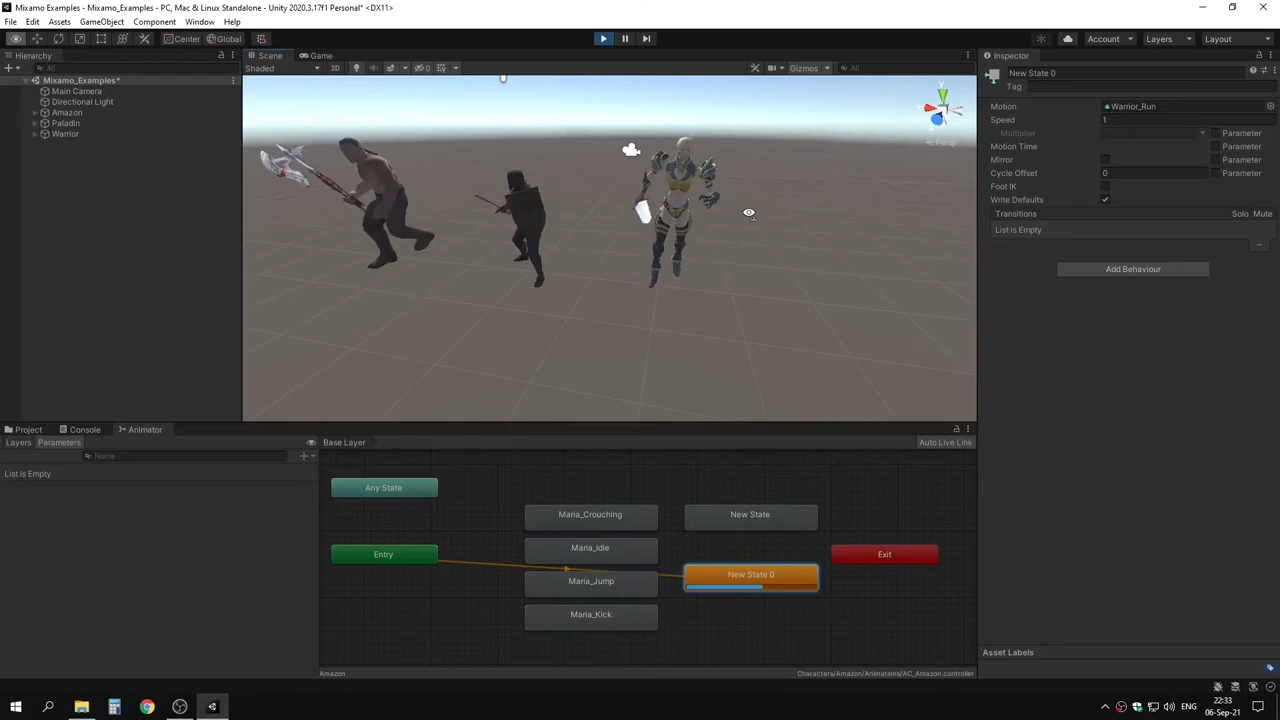 Mixamo Examples - Mixamo_Examples - PC, Mac & Linux Standalone - Unity 2020.3.17f1 Personal* <DX11>
File Edit Assets GameObject Component Window Help
Center Global Account Layers Layout
Hierarchy
All
Mixamo_Examples*
Main Camera
Directional Light
Amazon
Paladin
Warrior
Scene Game
Shaded 2D 0 Gizmos All
Persp
Inspector
New State 0
Tag
Motion Warrior_Run
Speed 1
Multiplier Parameter
Motion Time Parameter
Mirror Parameter
Cycle Offset 0 Parameter
Foot IK
Write Defaults
Transitions Solo Mute
List is Empty
Add Behaviour
Asset Labels
Project Console Animator
Layers Parameters Base Layer Auto Live Link
Name
List is Empty
Any State
Entry
Maria_Crouching
Maria_Idle
Maria_Jump
Maria_Kick
New State
New State 0
Exit
Amazon Characters/Amazon/Animations/AC_Amazon.controller
ENG
22:33
06-Sep-21